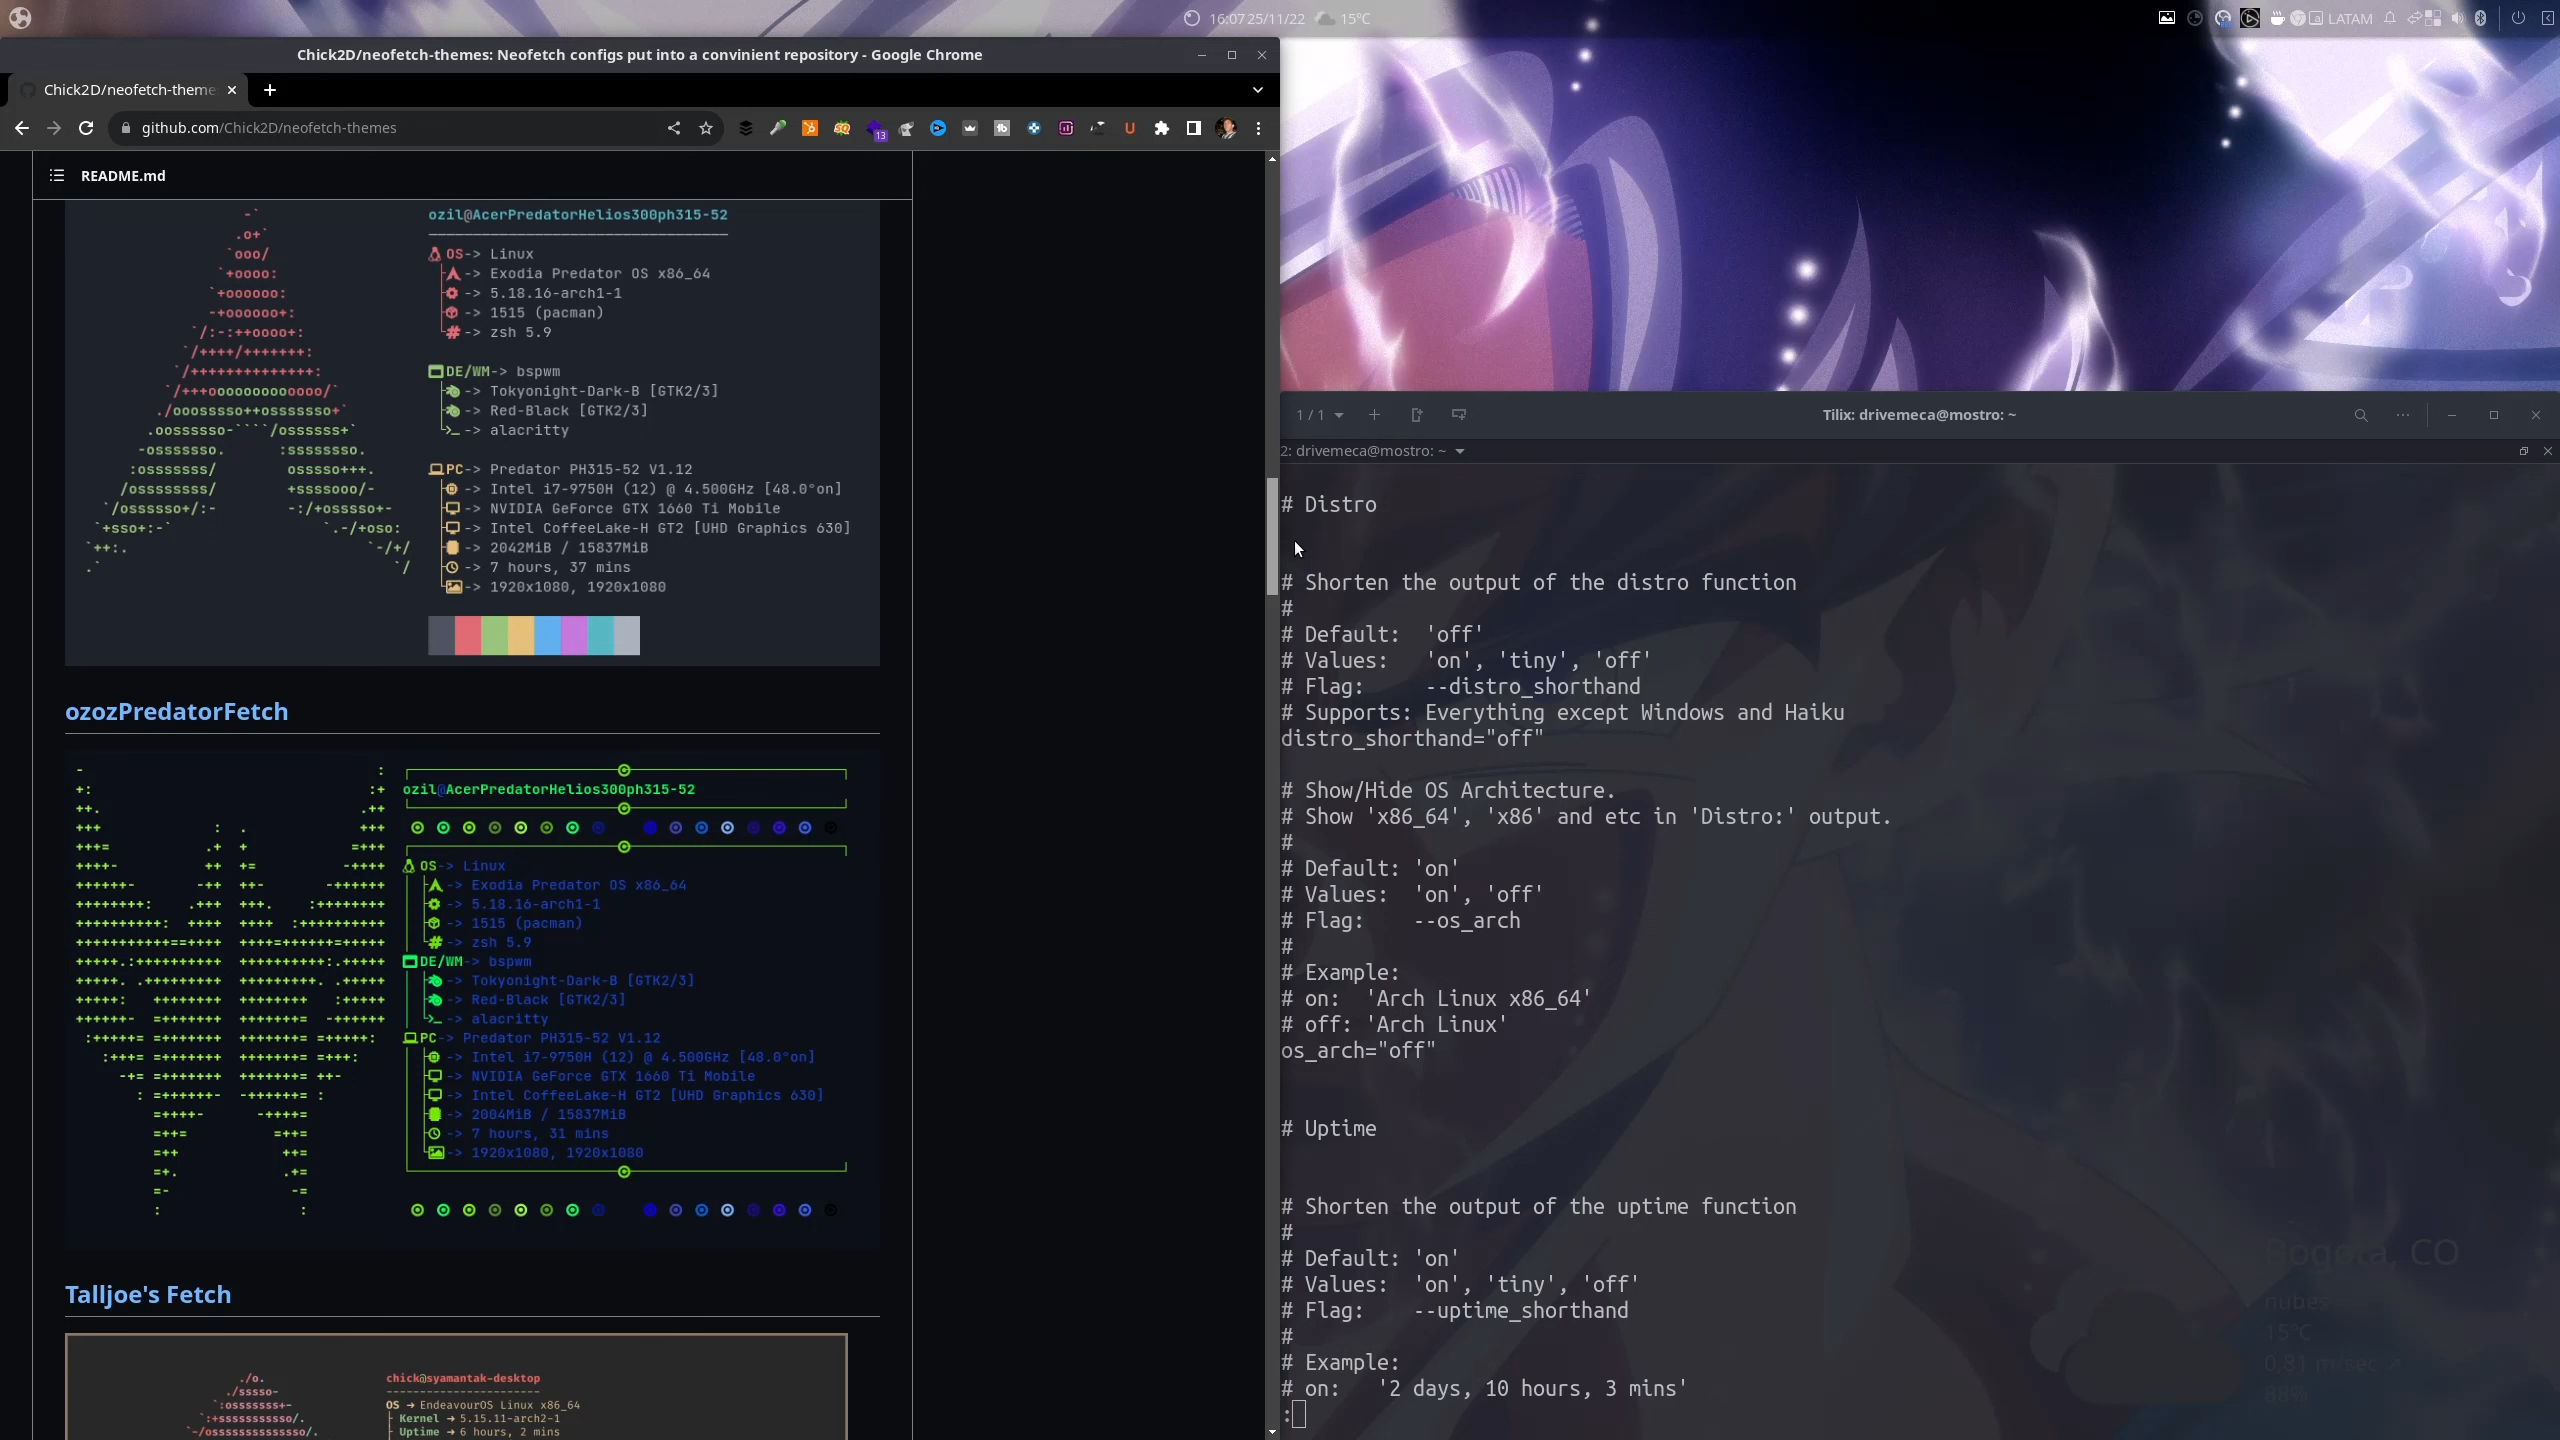 16:07 25/11/22 15°C
LATAM
Chick2D/neofetch-themes: Neofetch configs put into a convinient repository - Google Chrome
Chick2D/neofetch-theme
github.com/Chick2D/neofetch-themes
13
README.md
ozil@AcerPredatorHelios300ph315-52
OS-> Linux
-> Exodia Predator OS x86_64
-> 5.18.16-arch1-1
-> 1515 (pacman)
-> zsh 5.9
DE/WM-> bspwm
-> Tokyonight-Dark-B [GTK2/3]
-> Red-Black [GTK2/3]
-> alacritty
PC-> Predator PH315-52 V1.12
-> Intel i7-9750H (12) @ 4.500GHz [48.0°on]
-> NVIDIA GeForce GTX 1660 Ti Mobile
-> Intel CoffeeLake-H GT2 [UHD Graphics 630]
-> 2042MiB / 15837MiB
-> 7 hours, 37 mins
-> 1920x1080, 1920x1080
ozozPredatorFetch
ozil@AcerPredatorHelios300ph315-52
OS-> Linux
-> Exodia Predator OS x86_64
-> 5.18.16-arch1-1
-> 1515 (pacman)
-> zsh 5.9
DE/WM-> bspwm
-> Tokyonight-Dark-B [GTK2/3]
-> Red-Black [GTK2/3]
-> alacritty
PC-> Predator PH315-52 V1.12
-> Intel i7-9750H (12) @ 4.500GHz [48.0°on]
-> NVIDIA GeForce GTX 1660 Ti Mobile
-> Intel CoffeeLake-H GT2 [UHD Graphics 630]
-> 2004MiB / 15837MiB
-> 7 hours, 31 mins
-> 1920x1080, 1920x1080
Talljoe's Fetch
chick@syamantak-desktop
OS → EndeavourOS Linux x86_64
Kernel → 5.15.11-arch2-1
Uptime → 6 hours, 2 mins
1 / 1
Tilix: drivemeca@mostro: ~
2: drivemeca@mostro: ~
# Distro
# Shorten the output of the distro function
#
# Default:  'off'
# Values:   'on', 'tiny', 'off'
# Flag:     --distro_shorthand
# Supports: Everything except Windows and Haiku
distro_shorthand="off"
# Show/Hide OS Architecture.
# Show 'x86_64', 'x86' and etc in 'Distro:' output.
#
# Default: 'on'
# Values:  'on', 'off'
# Flag:    --os_arch
#
# Example:
# on:  'Arch Linux x86_64'
# off: 'Arch Linux'
os_arch="off"
# Uptime
# Shorten the output of the uptime function
#
# Default: 'on'
# Values:  'on', 'tiny', 'off'
# Flag:    --uptime_shorthand
#
# Example:
# on:   '2 days, 10 hours, 3 mins'
:
Bogota, CO
nubes
15°C
0,81 m/sec
88%